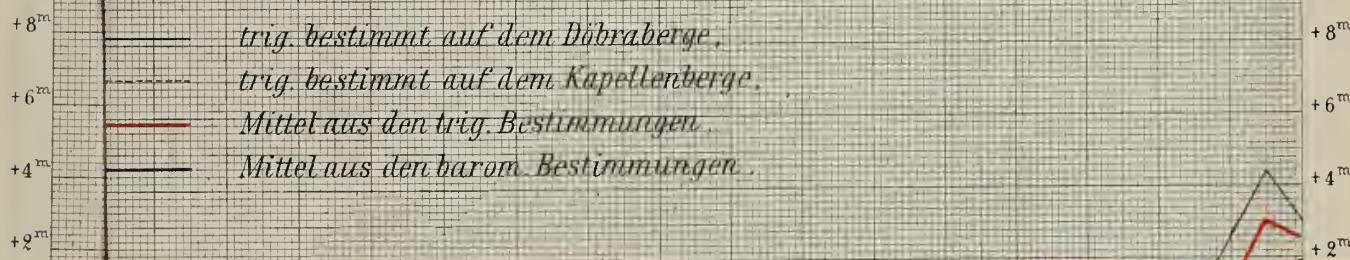 +8m
trig. bestimmt auf dem Döbraberge.
+8m
trig. bestimmt auf dem Kapellenberge.
+6m
+6m
Mittel aus den trig. Bestimmungen.
+4m
Mittel aus den barom. Bestimmungen.
+4m
+2m
+2m